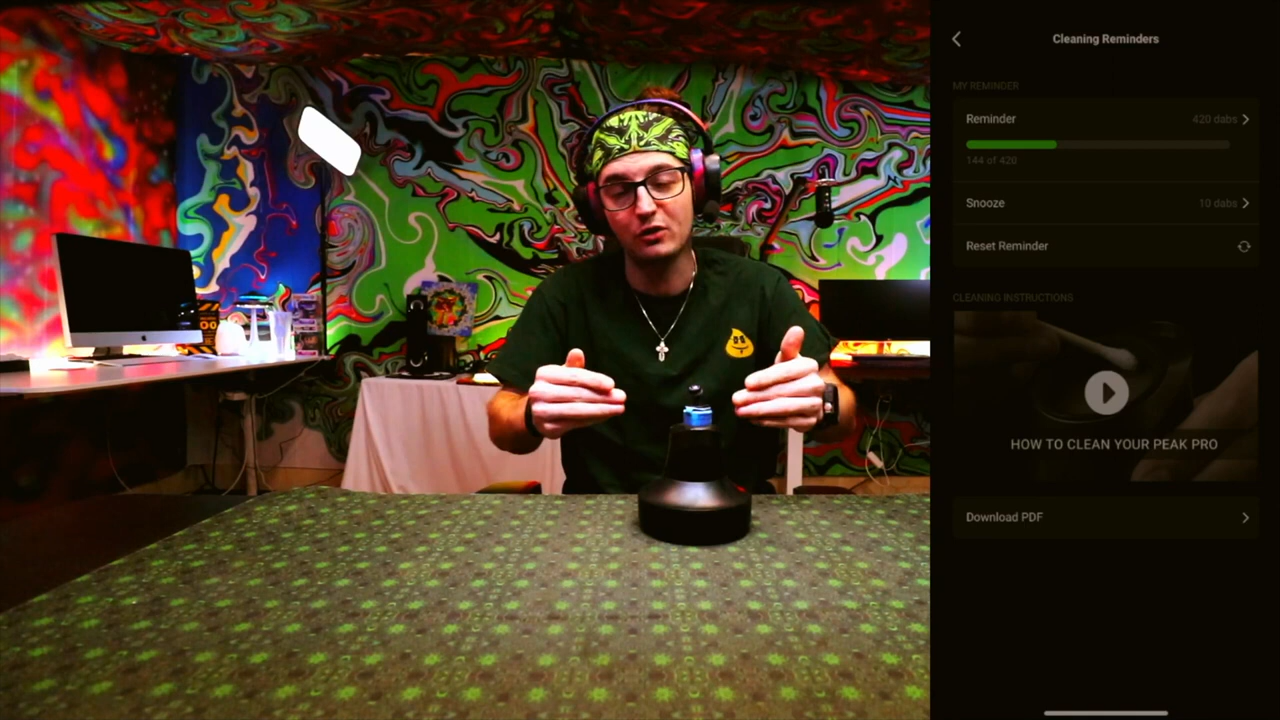 Cleaning Reminders
MY REMINDER
Reminder
420 dabs
144 of 420
Snooze
10 dabs
Reset Reminder
CLEANING INSTRUCTIONS
HOW TO CLEAN YOUR PEAK PRO
Download PDF